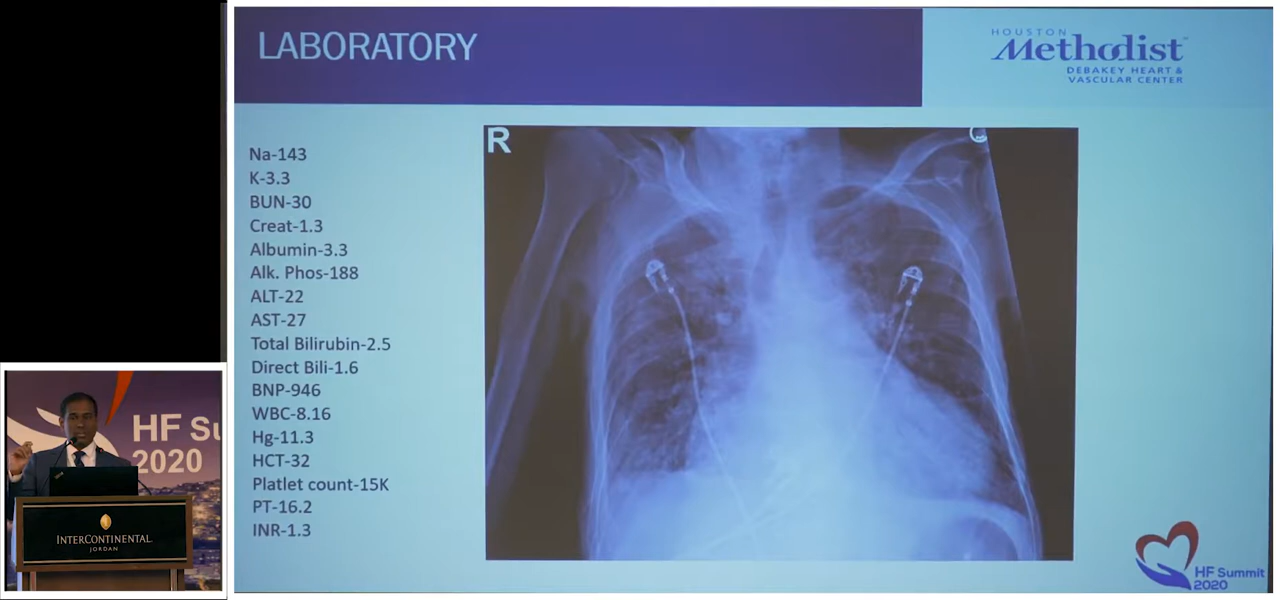 LABORATORY
HOUSTON
Methodist
DEBAKEY HEART &
VASCULAR CENTER
Na-143
K-3.3
BUN-30
Creat-1.3
Albumin-3.3
Alk. Phos-188
ALT-22
AST-27
Total Bilirubin-2.5
Direct Bili-1.6
BNP-946
WBC-8.16
Hg-11.3
HCT-32
Platlet count-15K
PT-16.2
INR-1.3
R
HF Su
2020
INTERCONTINENTAL
JORDAN
HF Summit
2020